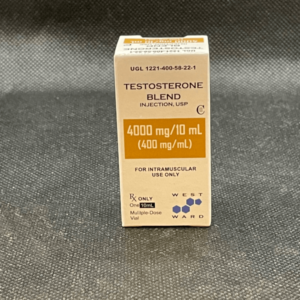 UGL 1221-400-58-22-1
TESTOSTERONE
BLEND
INJECTION, USP
C
4000 mg/10 mL
(400 mg/mL)
FOR INTRAMUSCULAR
USE ONLY
Rx ONLY
One 10mL
Multiple-Dose
Vial
WEST
WARD